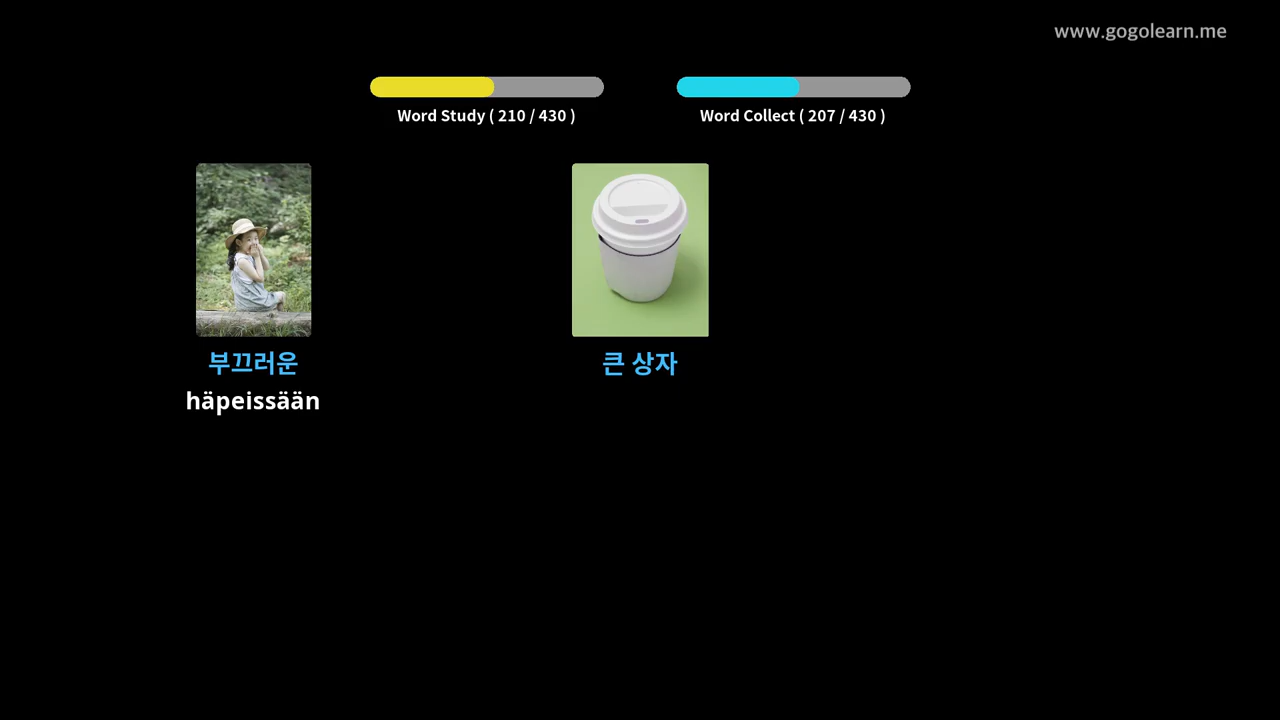 www.gogolearn.me
Word Study ( 210 / 430 )
Word Collect ( 207 / 430 )
부끄러운
häpeissään
큰 상자